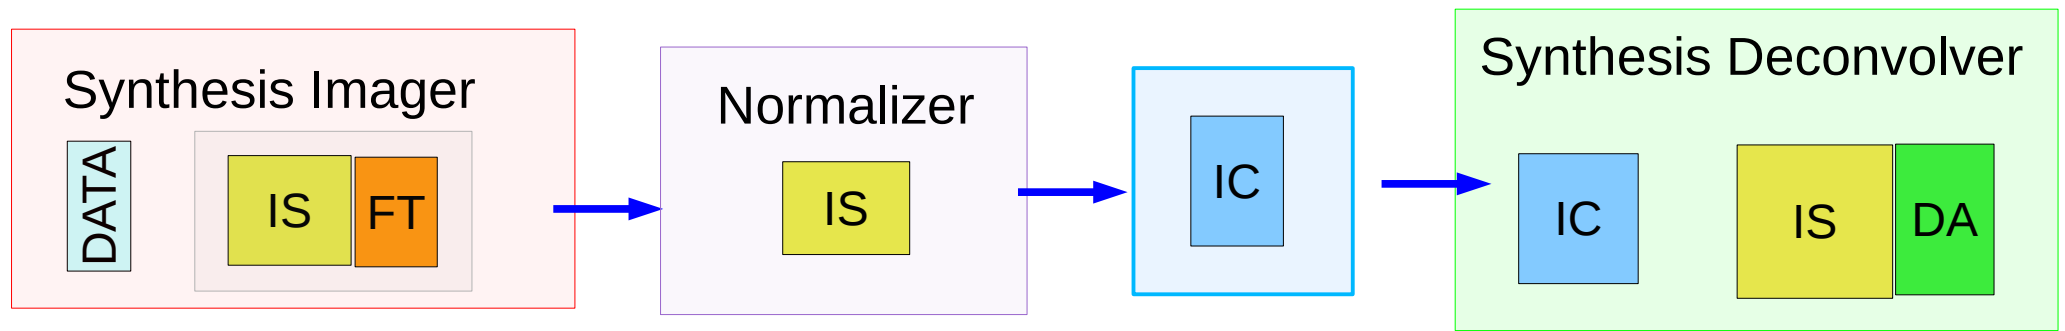 Synthesis Imager
DATA
IS
FT
Normalizer
IS
IC
Synthesis Deconvolver
IC
IS
DA